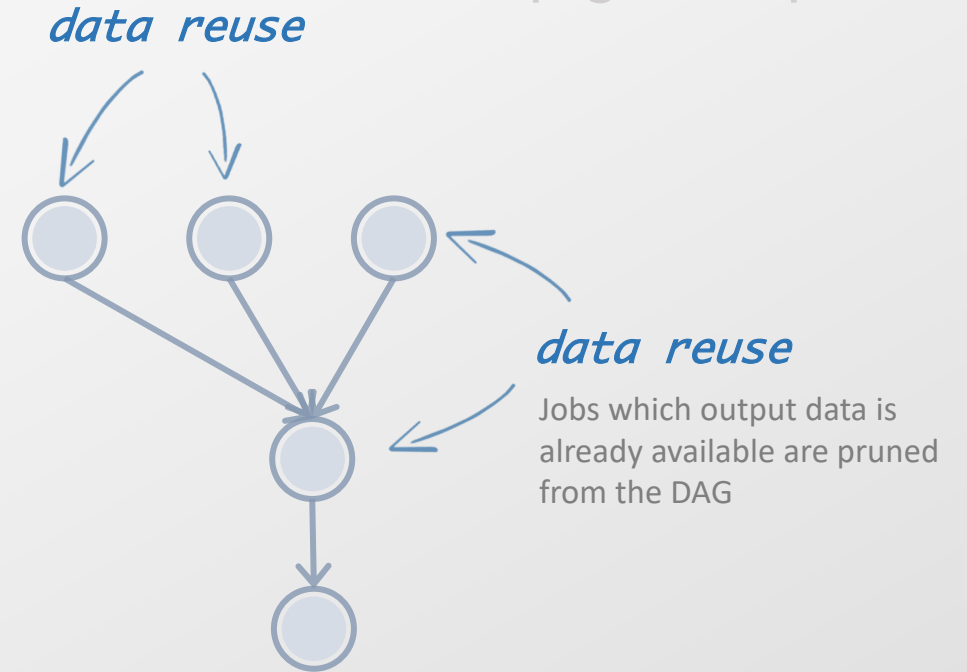 data reuse
data reuse
Jobs which output data is
already available are pruned
from the DAG